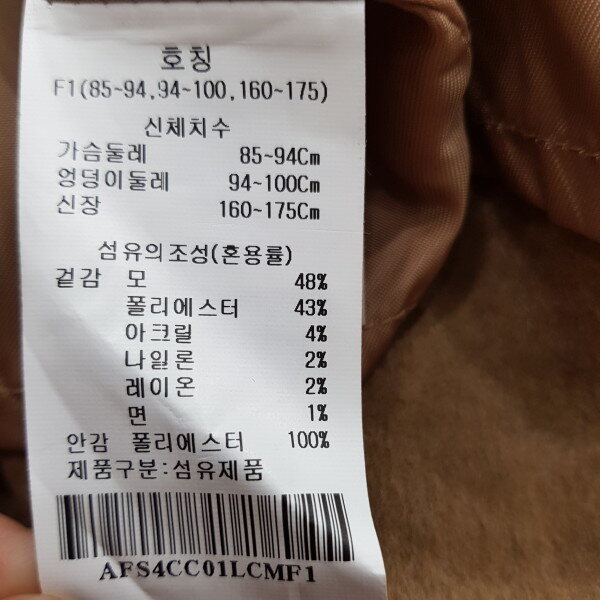 호칭
F1(85~94,94~100,160~175)
신체치수
가슴둘레 85~94Cm
엉덩이둘레 94~100Cm
신장 160~175Cm
섬유의조성(혼용률)
겉감 모 48%
폴리에스터 43%
아크릴 4%
나일론 2%
레이온 2%
면 1%
안감 폴리에스터 100%
제품구분:섬유제품
AFS4CC01LCMF1